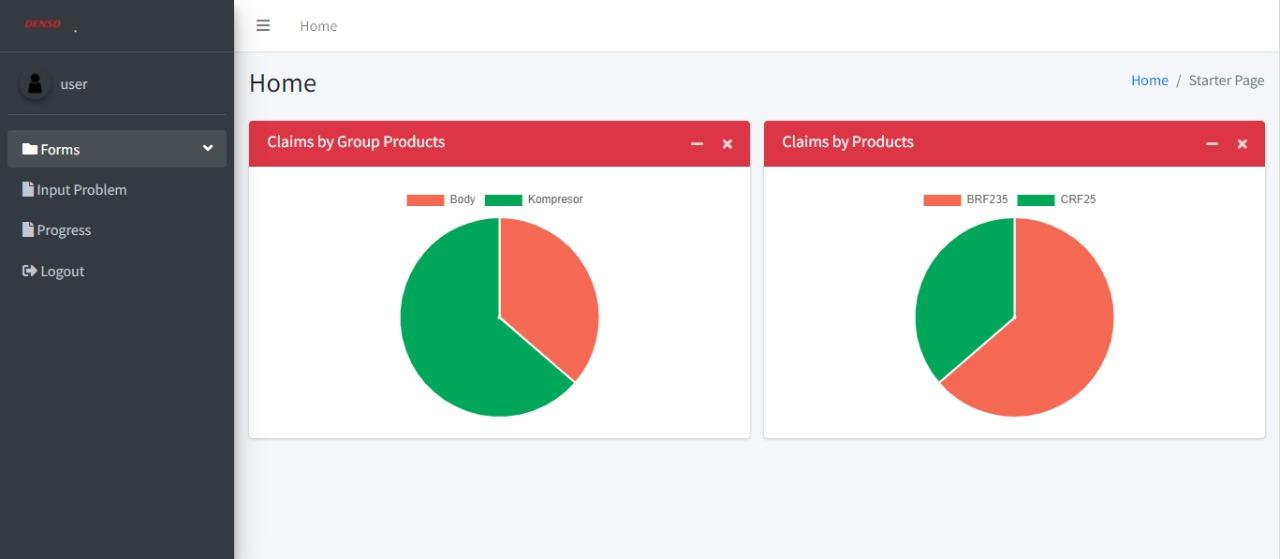 DENSO .
Home
user
Home
Home / Starter Page
Forms
Input Problem
Progress
Logout
Claims by Group Products
Body Kompresor
Claims by Products
BRF235 CRF25